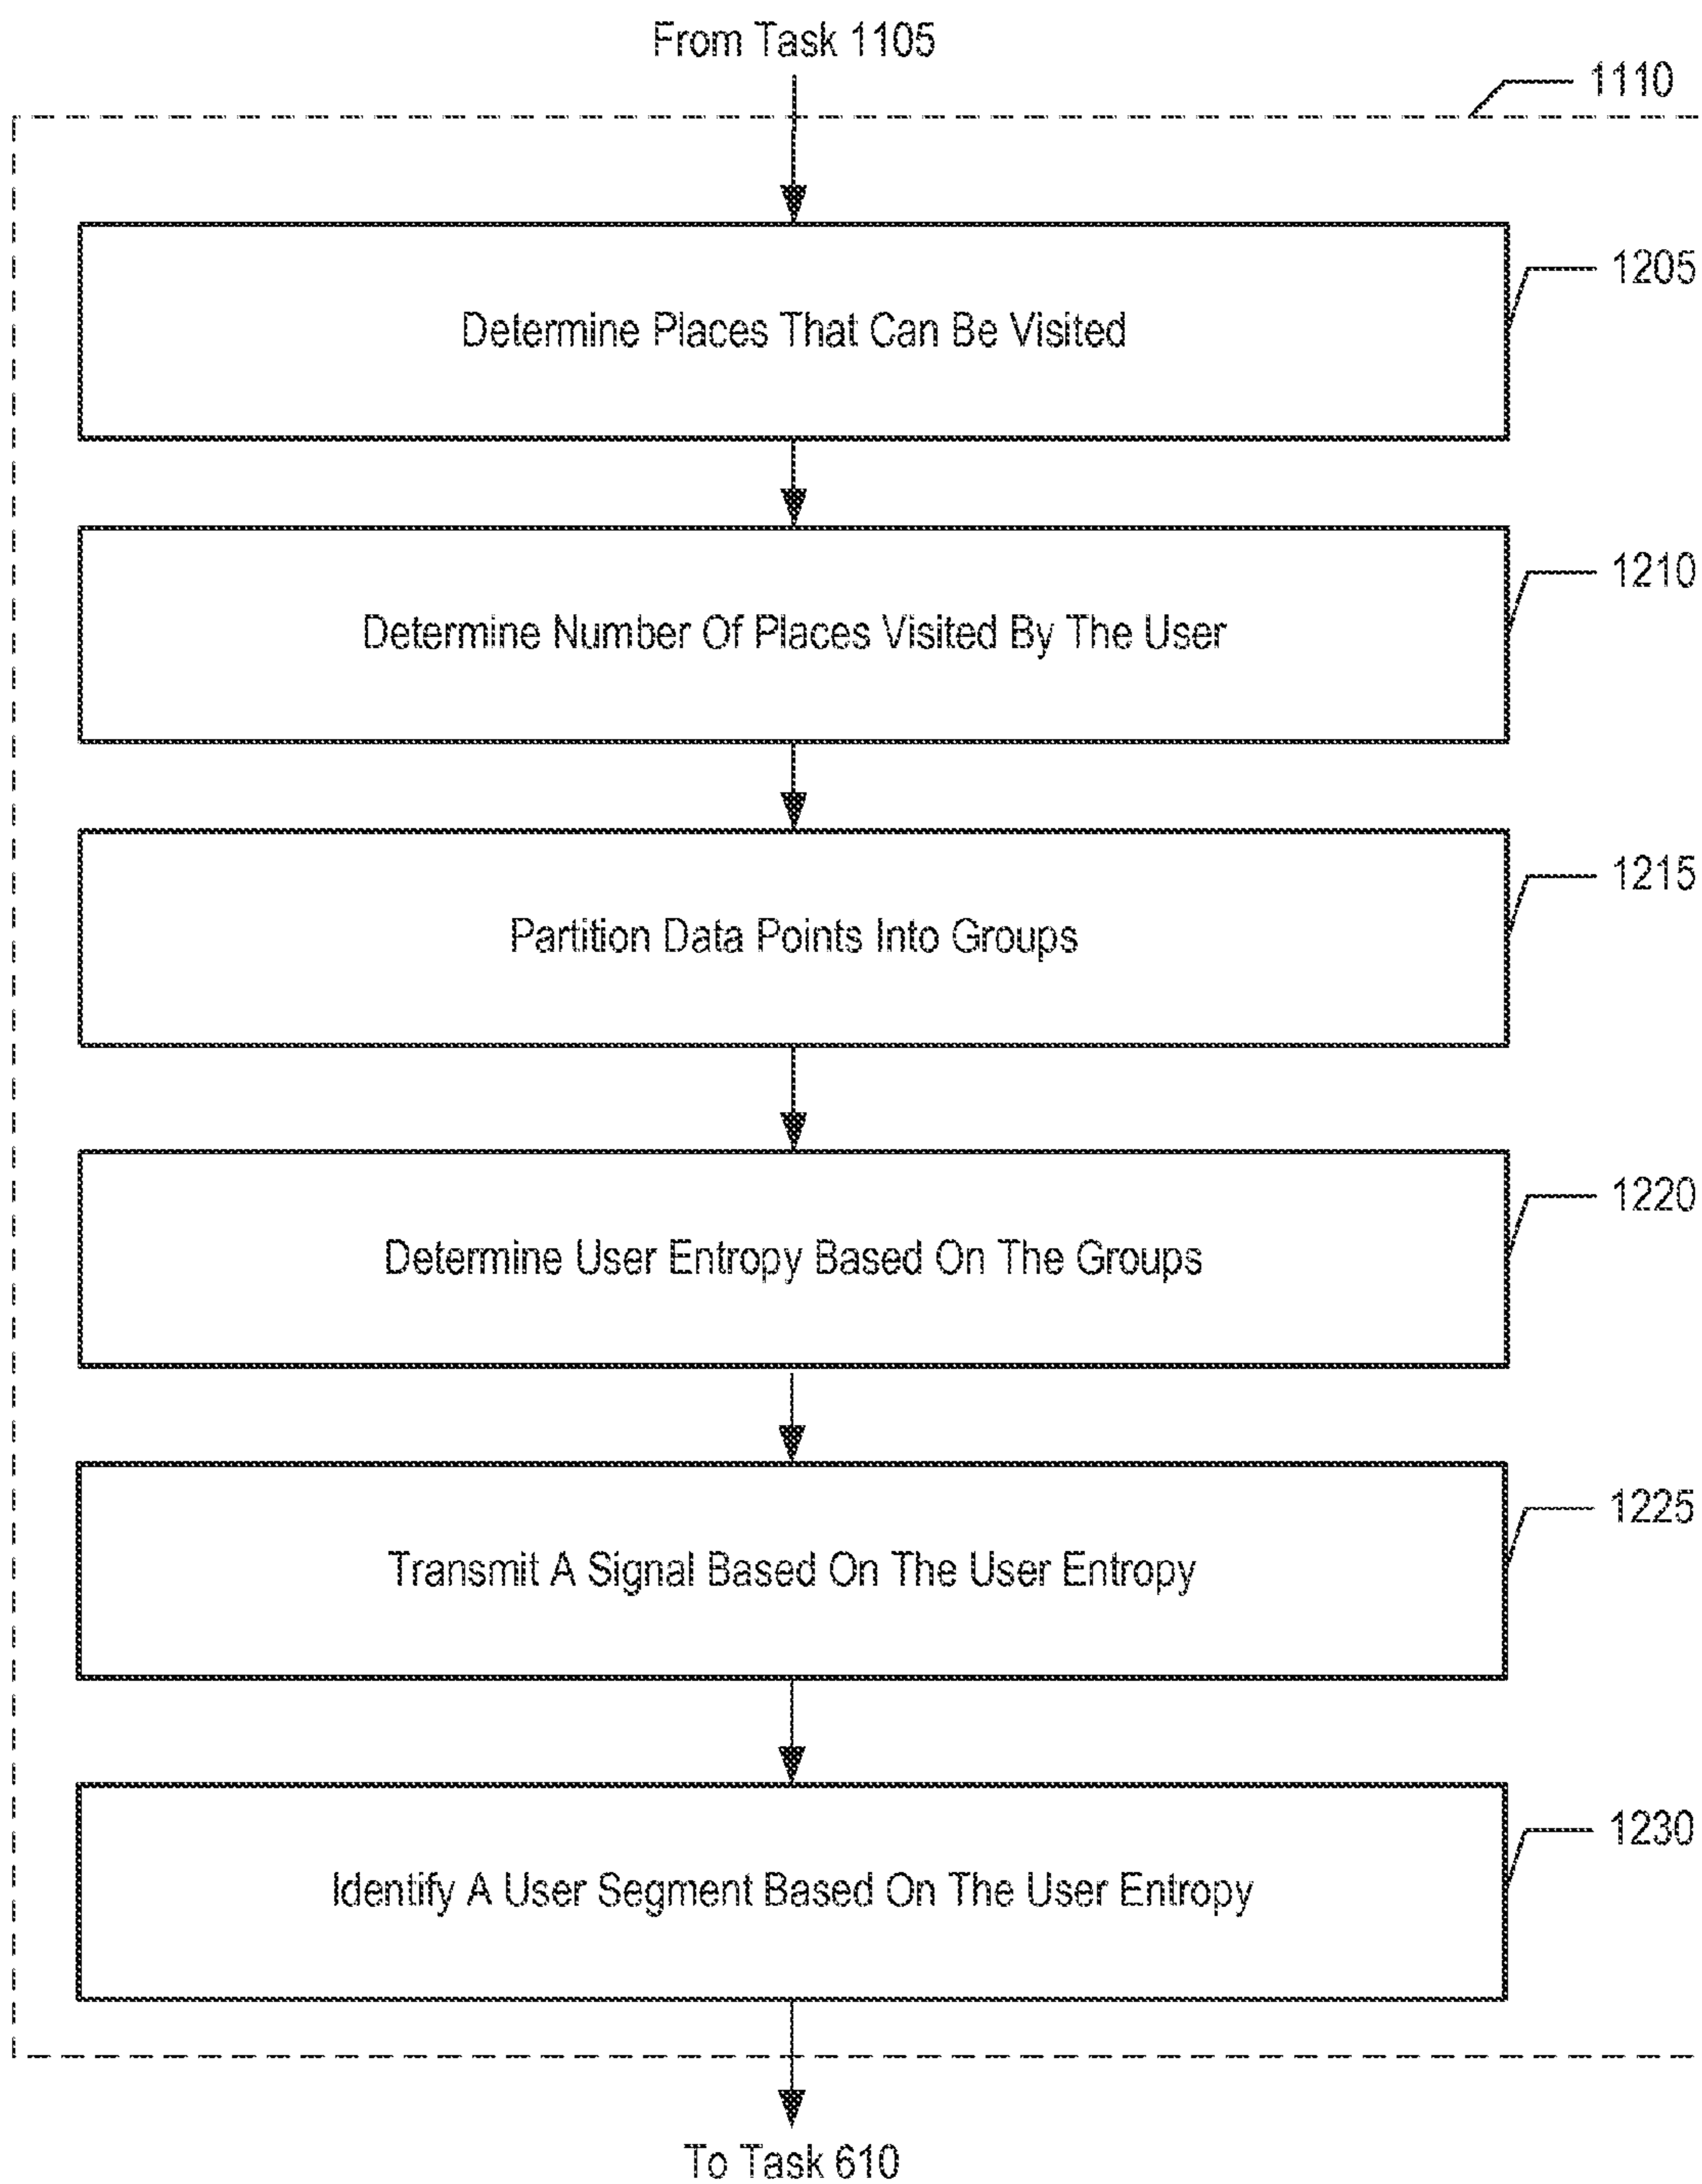 From Task 1105
1110
Determine Places That Can Be Visited
1205
Determine Number Of Places Visited By The User
1210
Partition Data Points Into Groups
1215
Determine User Entropy Based On The Groups
1220
Transmit A Signal Based On The User Entropy
1225
Identify A User Segment Based On The User Entropy
1230
To Task 610